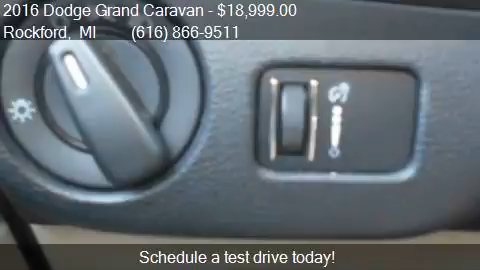 2016 Dodge Grand Caravan - $18,999.00
Rockford, MI (616) 866-9511
Schedule a test drive today!